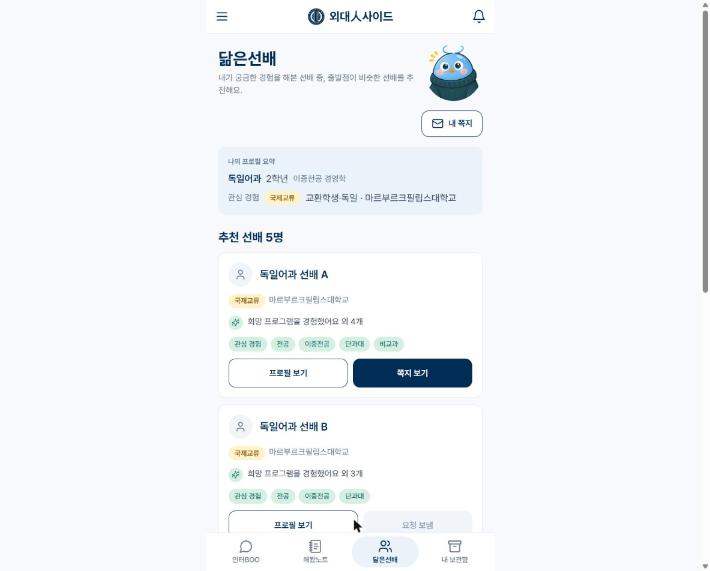 외대人사이드
닮은선배
내가 궁금한 경험을 해본 선배 중, 출발점이 비슷한 선배를 추
천해요.
내 쪽지
나의 프로필 요약
독일어과 2학년 이중전공 경영학
관심 경험 국제교류 교환학생·독일 · 마르부르크필립스대학교
추천 선배 5명
독일어과 선배 A
국제교류 마르부르크필립스대학교
희망 프로그램을 경험했어요 외 4개
관심 경험 전공 이중전공 단과대 비교과
프로필 보기 쪽지 보기
독일어과 선배 B
국제교류 마르부르크필립스대학교
희망 프로그램을 경험했어요 외 3개
관심 경험 전공 이중전공 단과대
프로필 보기 요청 보냄
인터BOO 해봤노트 닮은선배 내 보관함